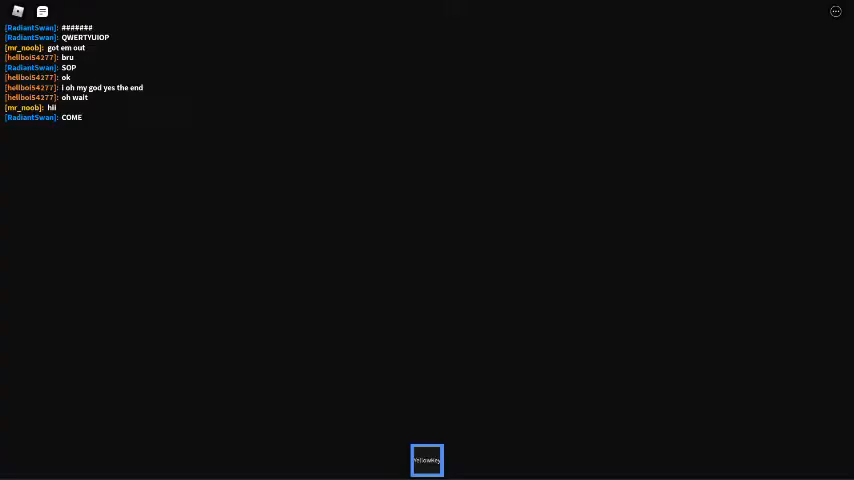 [RadiantSwan]: #######
[RadiantSwan]: QWERTYUIOP
[mr_noob]: got em out
[hellboi54277]: bru
[RadiantSwan]: SOP
[hellboi54277]: ok
[hellboi54277]: I oh my god yes the end
[hellboi54277]: oh wait
[mr_noob]: hii
[RadiantSwan]: COME
YellowKey